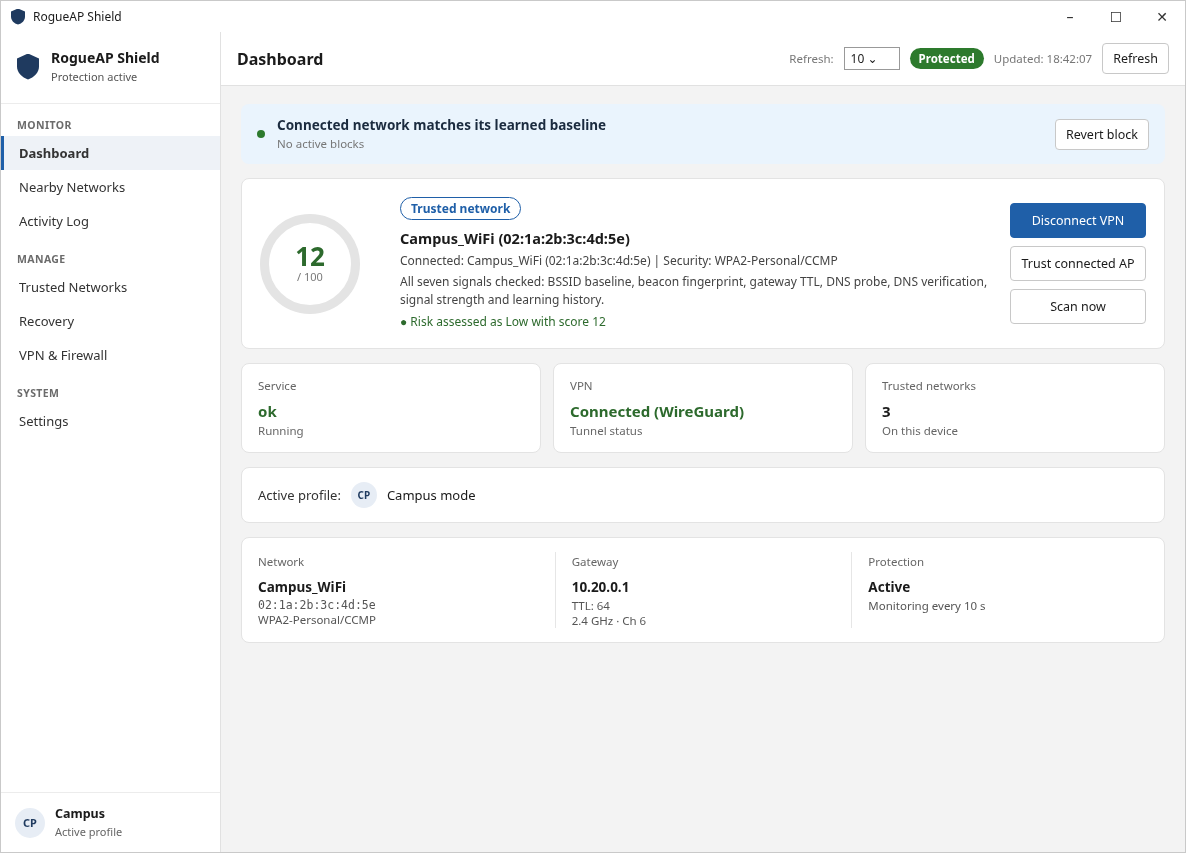 RogueAP Shield
RogueAP Shield
Protection active
MONITOR
Dashboard
Nearby Networks
Activity Log
MANAGE
Trusted Networks
Recovery
VPN & Firewall
SYSTEM
Settings
CP
Campus
Active profile
Dashboard
Refresh: 10 Protected Updated: 18:42:07 Refresh
Connected network matches its learned baseline
No active blocks
Revert block
12
/ 100
Trusted network
Campus_WiFi (02:1a:2b:3c:4d:5e)
Connected: Campus_WiFi (02:1a:2b:3c:4d:5e) | Security: WPA2-Personal/CCMP
All seven signals checked: BSSID baseline, beacon fingerprint, gateway TTL, DNS probe, DNS verification,
signal strength and learning history.
● Risk assessed as Low with score 12
Disconnect VPN
Trust connected AP
Scan now
Service
ok
Running
VPN
Connected (WireGuard)
Tunnel status
Trusted networks
3
On this device
Active profile: CP Campus mode
Network
Campus_WiFi
02:1a:2b:3c:4d:5e
WPA2-Personal/CCMP
Gateway
10.20.0.1
TTL: 64
2.4 GHz · Ch 6
Protection
Active
Monitoring every 10 s